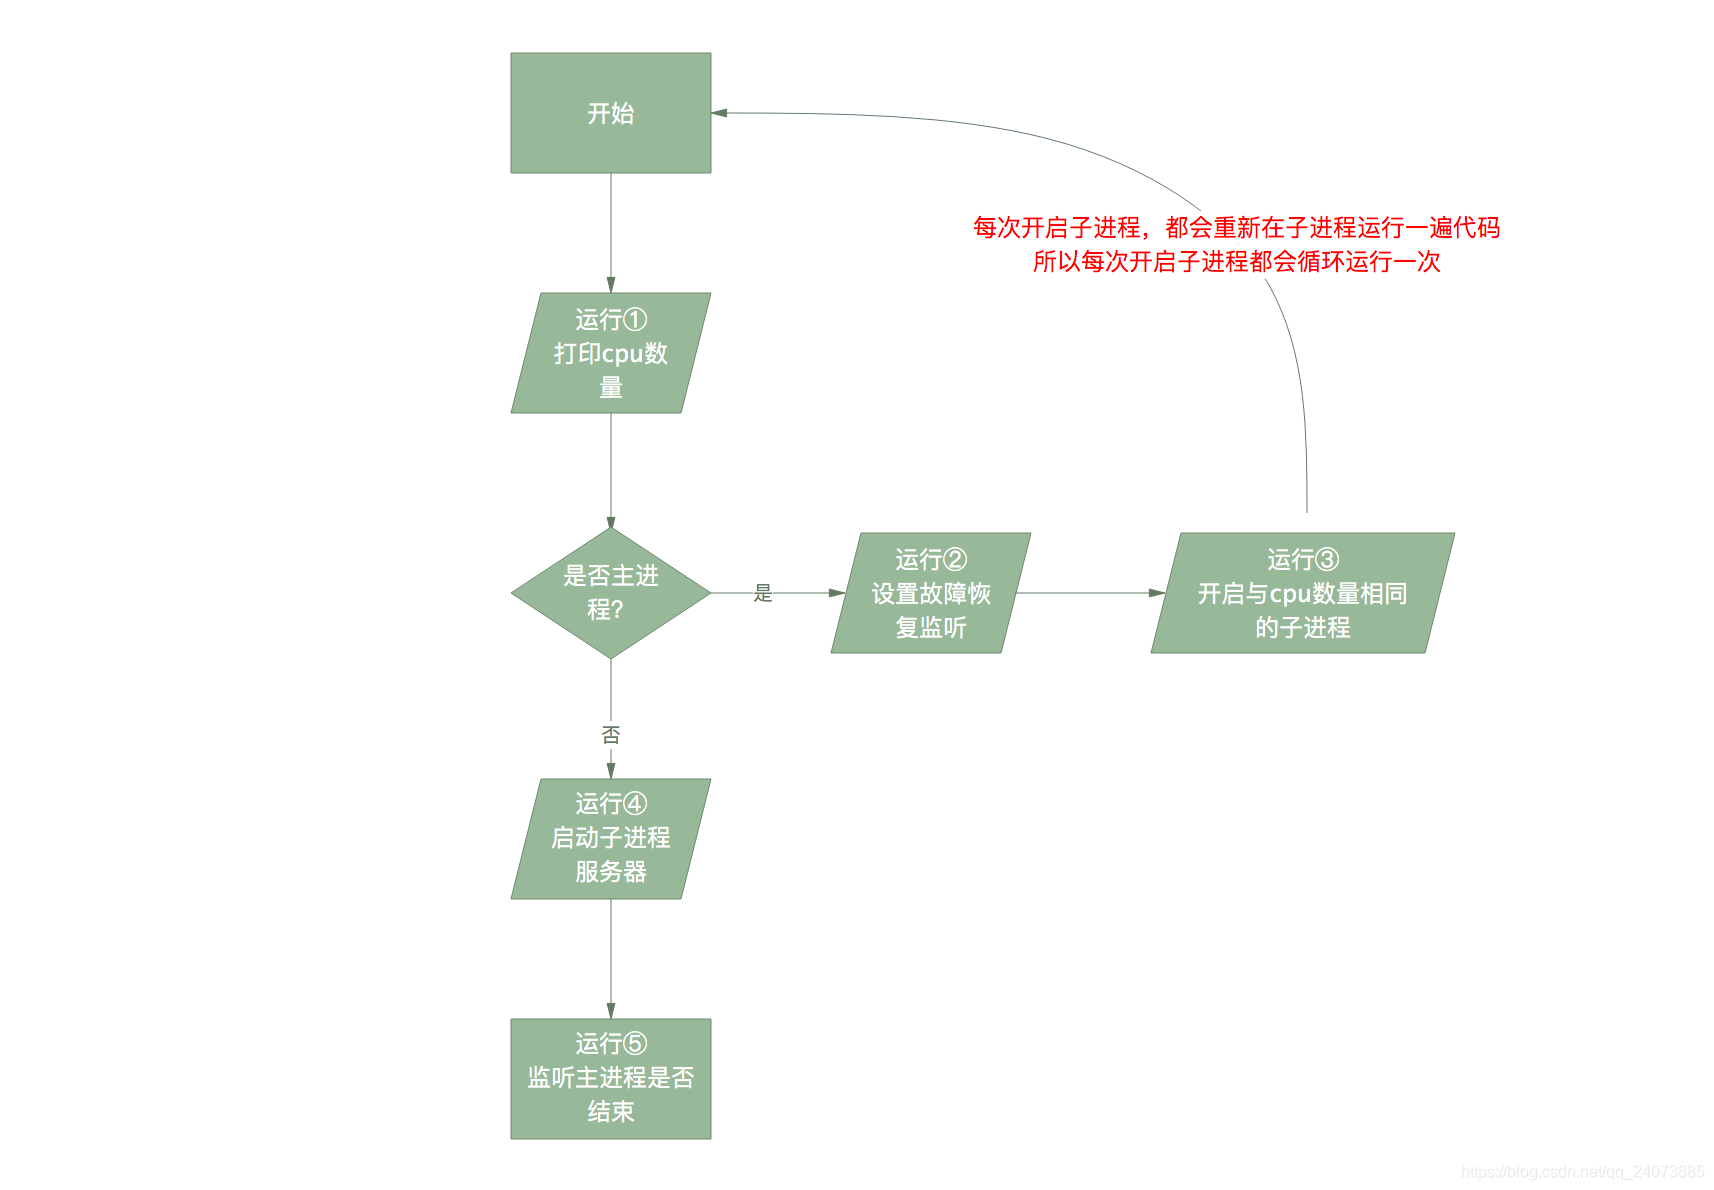 开始
每次开启子进程，都会重新在子进程运行一遍代码
所以每次开启子进程都会循环运行一次
运行①
打印cpu数
量
是否主进
程?
是
运行②
设置故障恢
复监听
运行③
开启与cpu数量相同
的子进程
否
运行④
启动子进程
服务器
运行⑤
监听主进程是否
结束
https://blog.csdn.net/qq_24073885